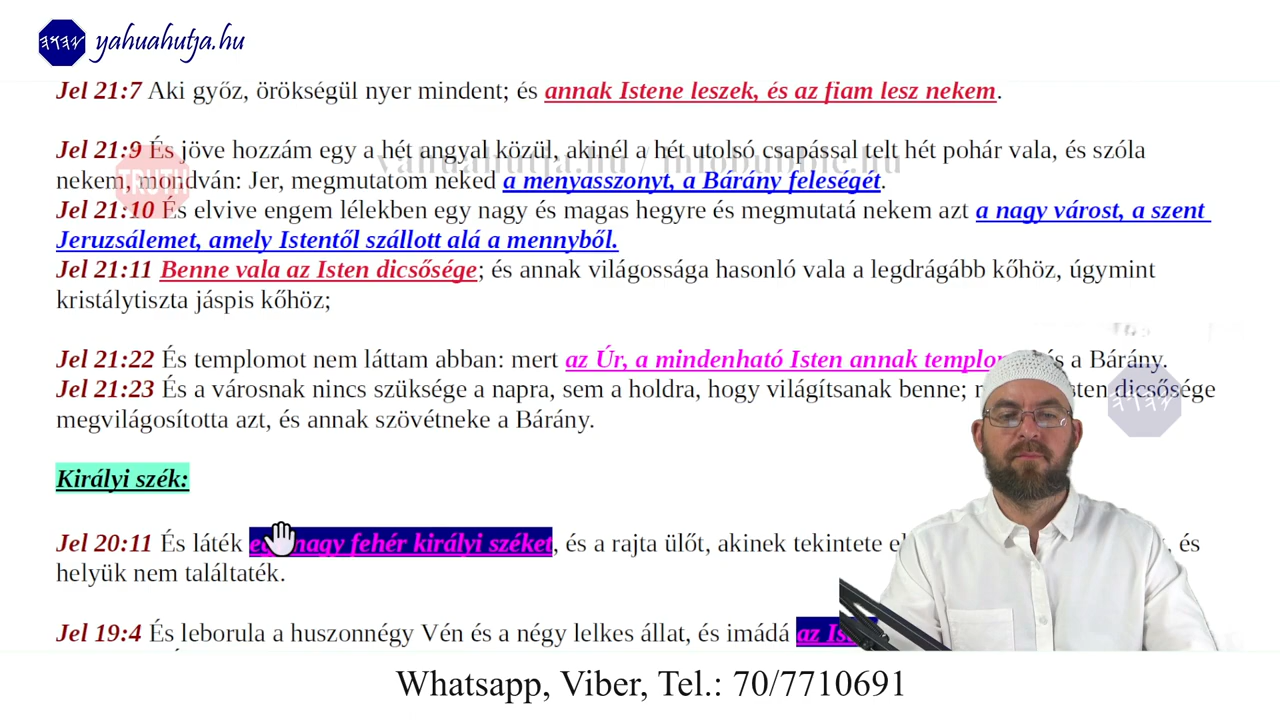 yahuahutja.hu
Jel 21:7 Aki győz, örökségül nyer mindent; és annak Istene leszek, és az fiam lesz nekem.
Jel 21:9 És jöve hozzám egy a hét angyal közül, akinél a hét utolsó csapással telt hét pohár vala, és szóla
nekem, mondván: Jer, megmutatom neked a menyasszonyt, a Bárány feleségét.
TRUTH
Jel 21:10 És elvive engem lélekben egy nagy és magas hegyre és megmutatá nekem azt a nagy várost, a szent
Jeruzsálemet, amely Istentől szállott alá a mennyből.
Jel 21:11 Benne vala az Isten dicsősége; és annak világossága hasonló vala a legdrágább kőhöz, úgymint
kristálytiszta jáspis kőhöz;
Jel 21:22 És templomot nem láttam abban: mert az Úr, a mindenható Isten annak és a Bárány.
Jel 21:23 És a városnak nincs szüksége a napra, sem a holdra, hogy világítsanak benne; dicsősége
megvilágosította azt, és annak szövétneke a Bárány.
Királyi szék:
Jel 20:11 És láték egy nagy fehér királyi széket, és a rajta ülőt, akinek tekintete és
helyük nem találtaték.
Jel 19:4 És leborula a huszonnégy Vén és a négy lelkes állat, és imádá az
Whatsapp, Viber, Tel.: 70/7710691